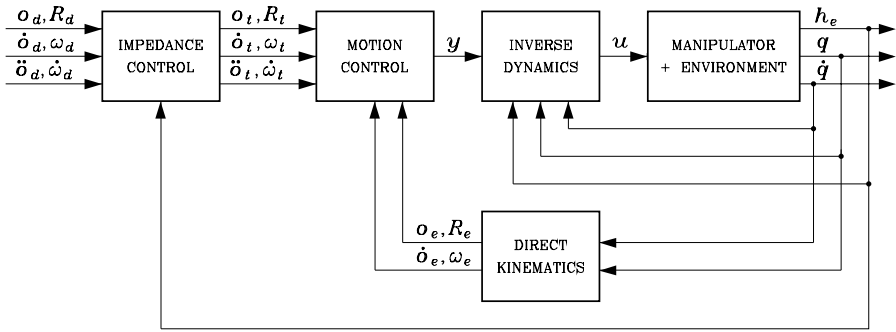 o_d, R_d
ȯ_d, ω_d
ö_d, ω̇_d
IMPEDANCE
CONTROL
o_t, R_t
ȯ_t, ω_t
ö_t, ω̇_t
MOTION
CONTROL
y
INVERSE
DYNAMICS
u
MANIPULATOR
+ ENVIRONMENT
h_e
q
q̇
o_e, R_e
ȯ_e, ω_e
DIRECT
KINEMATICS